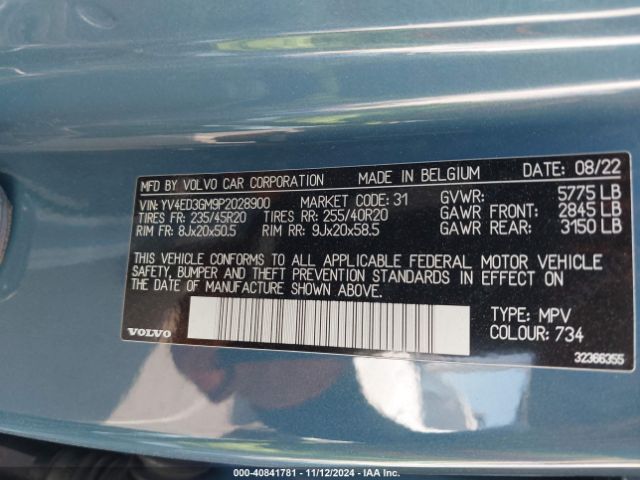 MFD BY VOLVO CAR CORPORATION MADE IN BELGIUM DATE: 08/22
VIN: YV4ED3GM9P2028900 MARKET CODE: 31 GVWR: 5775 LB
TIRES FR: 235/45R20 TIRES RR: 255/40R20 GAWR FRONT: 2845 LB
RIM FR: 8Jx20x50.5 RIM RR: 9Jx20x58.5 GAWR REAR: 3150 LB
THIS VEHICLE CONFORMS TO ALL APPLICABLE FEDERAL MOTOR VEHICLE
SAFETY, BUMPER AND THEFT PREVENTION STANDARDS IN EFFECT ON
THE DATE OF MANUFACTURE SHOWN ABOVE.
TYPE: MPV
COLOUR: 734
VOLVO
32366355
000-40841781 - 11/12/2024 - IAA Inc.